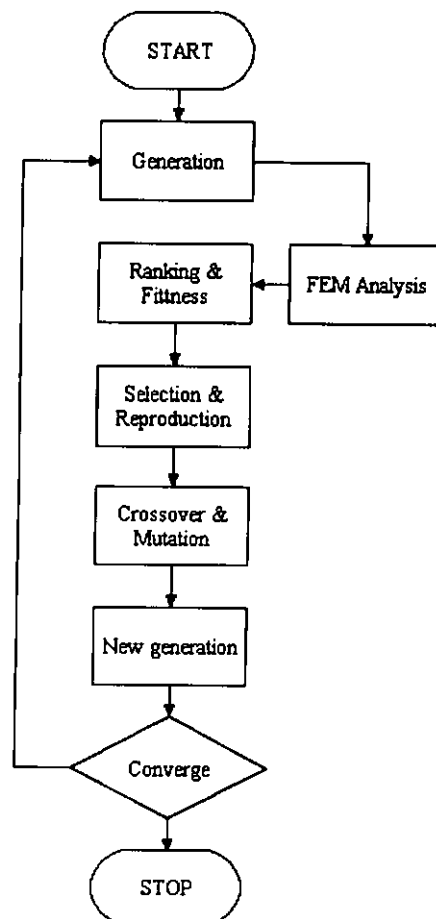 START
Generation
FEM Analysis
Ranking &
Fittness
Selection &
Reproduction
Crossover &
Mutation
New generation
Converge
STOP